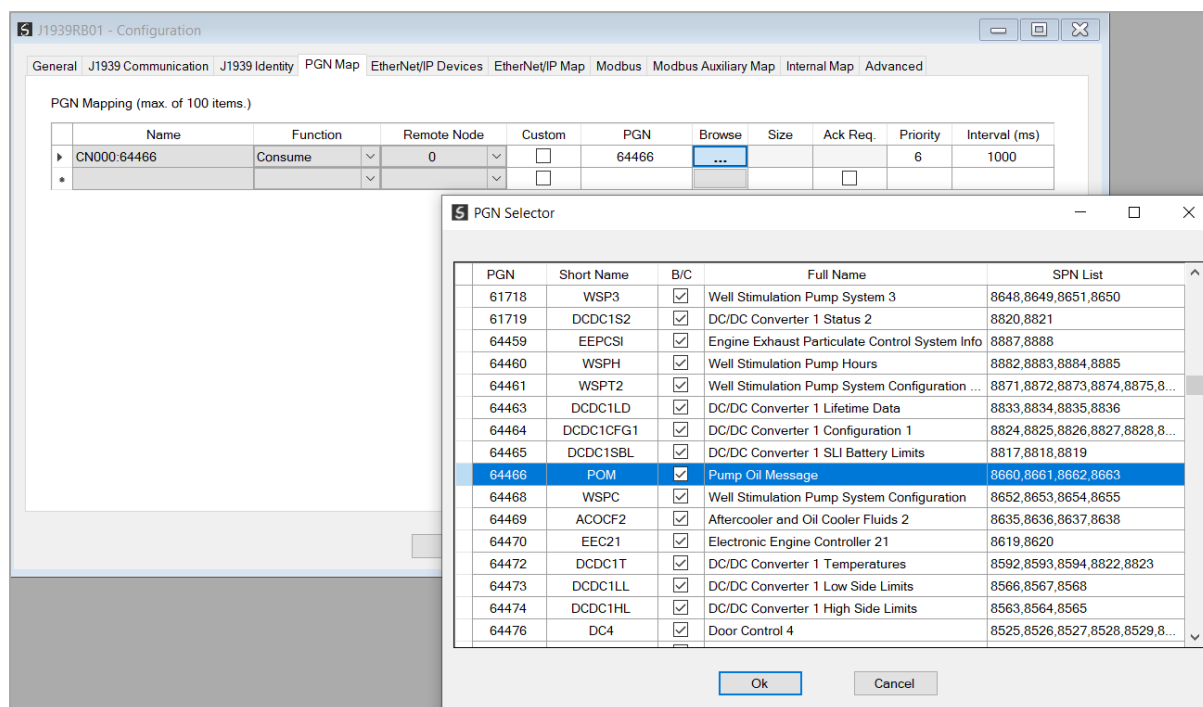 J1939RB01 - Configuration
General J1939 Communication J1939 Identity PGN Map EtherNet/IP Devices EtherNet/IP Map Modbus Modbus Auxiliary Map Internal Map Advanced
PGN Mapping (max. of 100 items.)
Name Function Remote Node Custom PGN Browse Size Ack Req. Priority Interval (ms)
CN000:64466 Consume 0 64466 ... 6 1000
PGN Selector
PGN Short Name B/C Full Name SPN List
61718 WSP3 Well Stimulation Pump System 3 8648,8649,8651,8650
61719 DCDC1S2 DC/DC Converter 1 Status 2 8820,8821
64459 EEPCSI Engine Exhaust Particulate Control System Info 8887,8888
64460 WSPH Well Stimulation Pump Hours 8882,8883,8884,8885
64461 WSPT2 Well Stimulation Pump System Configuration ... 8871,8872,8873,8874,8875,8...
64463 DCDC1LD DC/DC Converter 1 Lifetime Data 8833,8834,8835,8836
64464 DCDC1CFG1 DC/DC Converter 1 Configuration 1 8824,8825,8826,8827,8828,8...
64465 DCDC1SBL DC/DC Converter 1 SLI Battery Limits 8817,8818,8819
64466 POM Pump Oil Message 8660,8661,8662,8663
64468 WSPC Well Stimulation Pump System Configuration 8652,8653,8654,8655
64469 ACOCF2 Aftercooler and Oil Cooler Fluids 2 8635,8636,8637,8638
64470 EEC21 Electronic Engine Controller 21 8619,8620
64472 DCDC1T DC/DC Converter 1 Temperatures 8592,8593,8594,8822,8823
64473 DCDC1LL DC/DC Converter 1 Low Side Limits 8566,8567,8568
64474 DCDC1HL DC/DC Converter 1 High Side Limits 8563,8564,8565
64476 DC4 Door Control 4 8525,8526,8527,8528,8529,8...
Ok Cancel